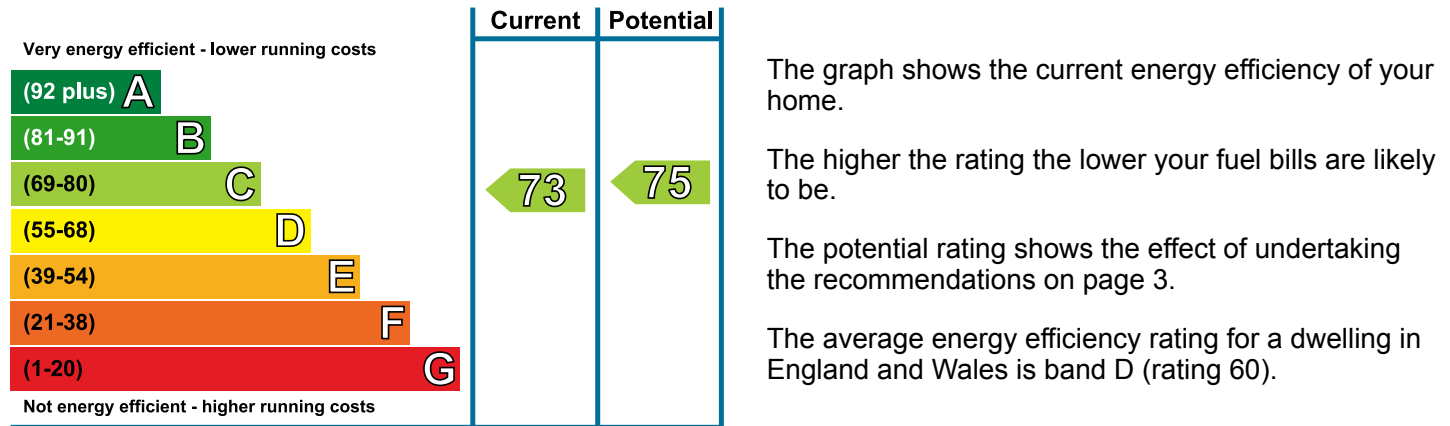 Current Potential
Very energy efficient - lower running costs
(92 plus) A
(81-91) B
(69-80) C
73 75
(55-68) D
(39-54) E
(21-38) F
(1-20) G
Not energy efficient - higher running costs
The graph shows the current energy efficiency of your
home.
The higher the rating the lower your fuel bills are likely
to be.
The potential rating shows the effect of undertaking
the recommendations on page 3.
The average energy efficiency rating for a dwelling in
England and Wales is band D (rating 60).